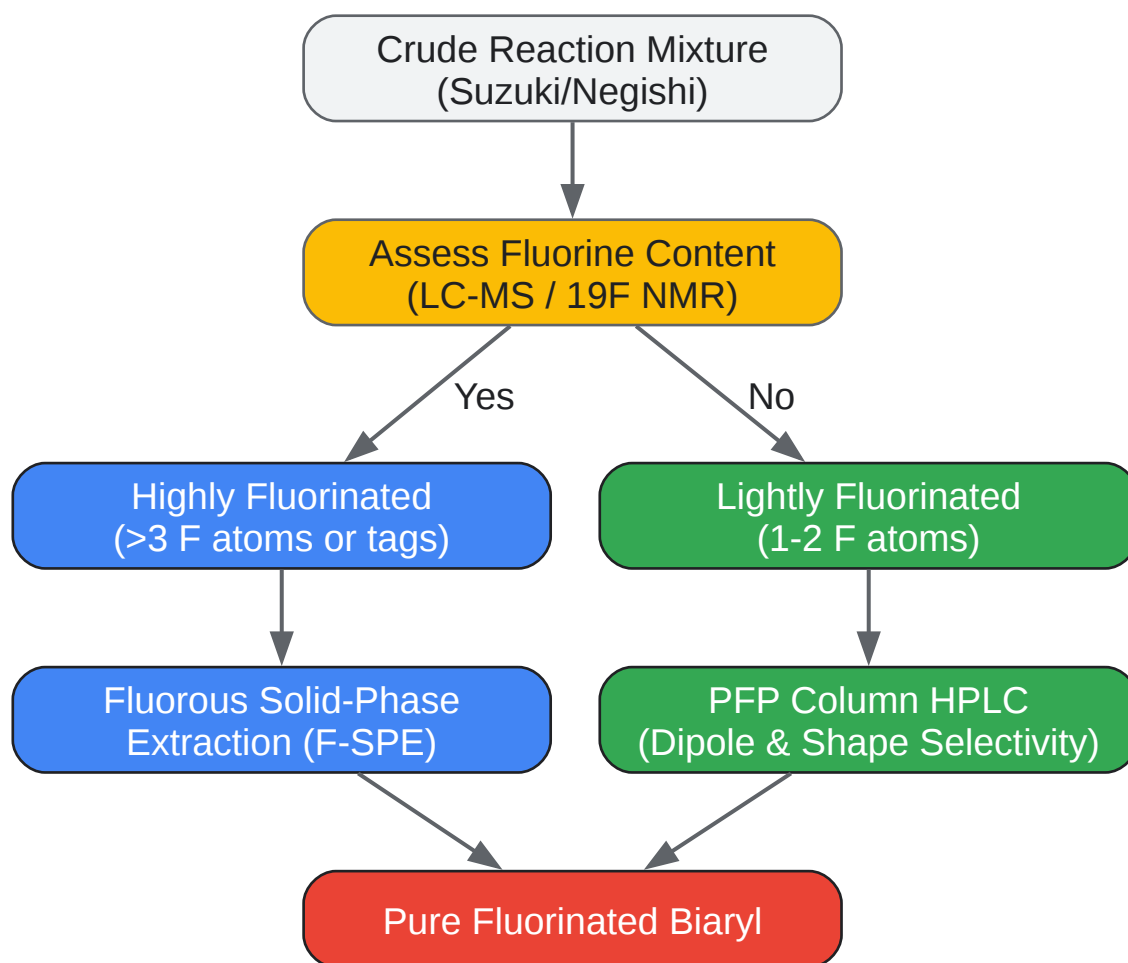 Crude Reaction Mixture
(Suzuki/Negishi)
Assess Fluorine Content
(LC-MS / 19F NMR)
Yes
No
Highly Fluorinated
(>3 F atoms or tags)
Lightly Fluorinated
(1-2 F atoms)
Fluorous Solid-Phase
Extraction (F-SPE)
PFP Column HPLC
(Dipole & Shape Selectivity)
Pure Fluorinated Biaryl